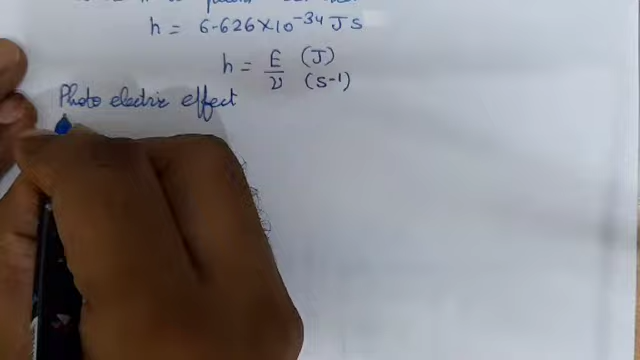 h = 6.626×10⁻³⁴ J s
h = E/ν (J)/(s-1)
Photo electric effect